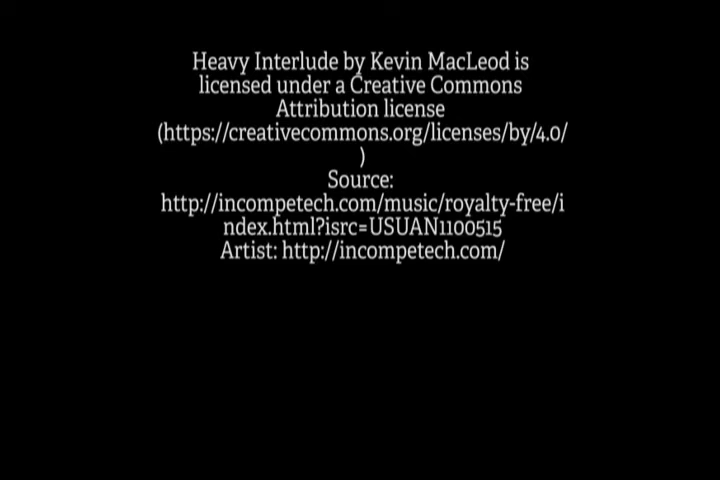 Heavy Interlude by Kevin MacLeod is
licensed under a Creative Commons
Attribution license
(https://creativecommons.org/licenses/by/4.0/
)
Source:
http://incompetech.com/music/royalty-free/i
ndex.html?isrc=USUAN1100515
Artist: http://incompetech.com/